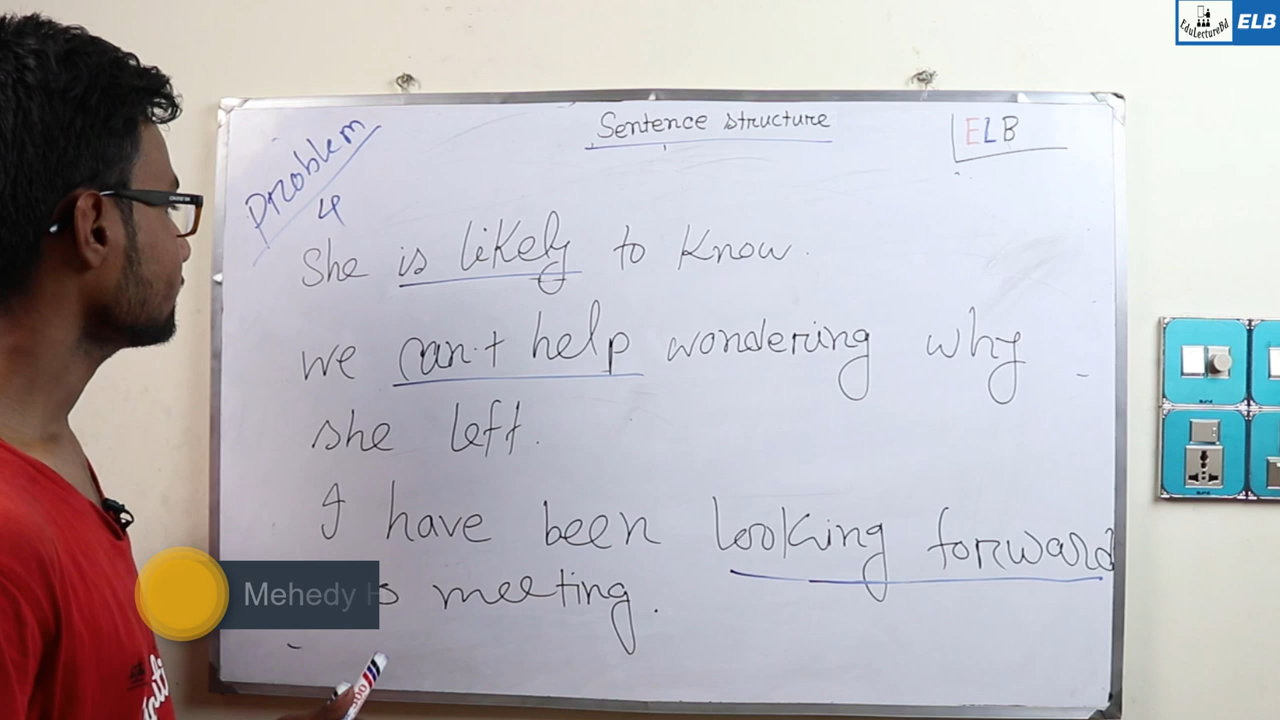 EduLectureBd ELB
Sentence structure
ELB
Problem
4
She is likely to know.
we can't help wondering why
she left.
I have been looking forward
meeting.
Mehedy